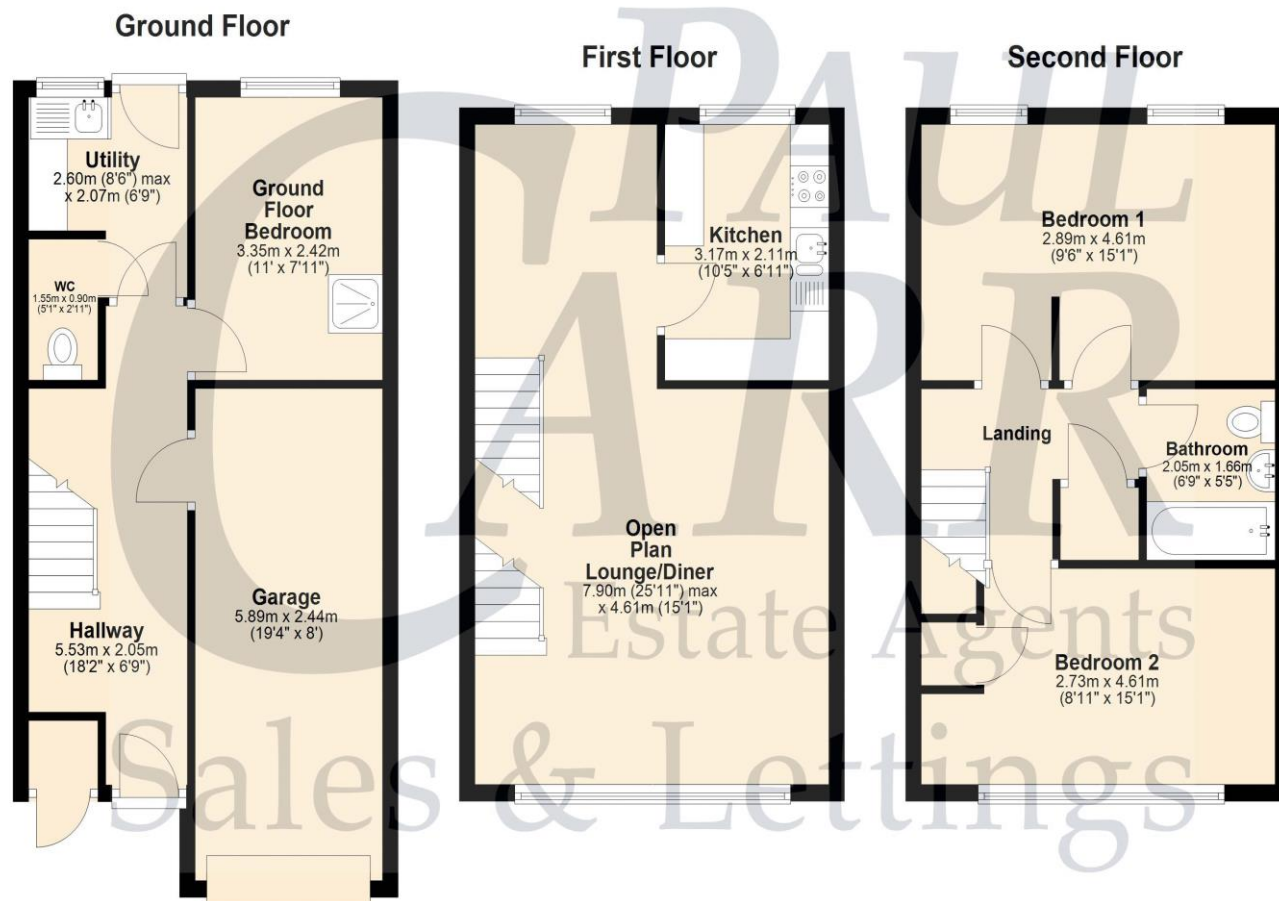 Ground Floor
Utility
2.60m (8'6") max
x 2.07m (6'9")
Ground
Floor
Bedroom
3.35m x 2.42m
(11' x 7'11")
WC
1.55m x 0.90m
(5'1" x 2'11")
Garage
5.89m x 2.44m
(19'4" x 8')
Hallway
5.53m x 2.05m
(18'2" x 6'9")
First Floor
Kitchen
3.17m x 2.11m
(10'5" x 6'11")
Open
Plan
Lounge/Diner
7.90m (25'11") max
x 4.61m (15'1")
Second Floor
Bedroom 1
2.89m x 4.61m
(9'6" x 15'1")
Landing
Bathroom
2.05m x 1.66m
(6'9" x 5'5")
Bedroom 2
2.73m x 4.61m
(8'11" x 15'1")
PAUL
CARR
Estate Agents
Sales & Lettings